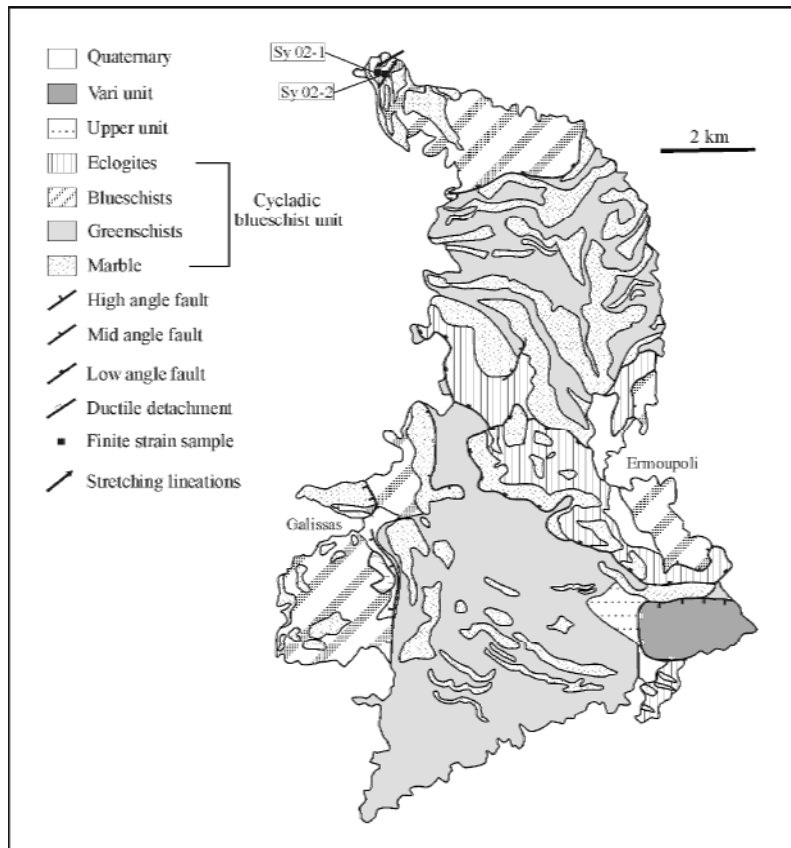 Sy 02-1
Sy 02-2
Quaternary
Vari unit
Upper unit
Eclogites
Blueschists
Greenschists
Marble
Cycladic
blueschist unit
High angle fault
Mid angle fault
Low angle fault
Ductile detachment
Finite strain sample
Stretching lineations
2 km
Ermoupoli
Galissas